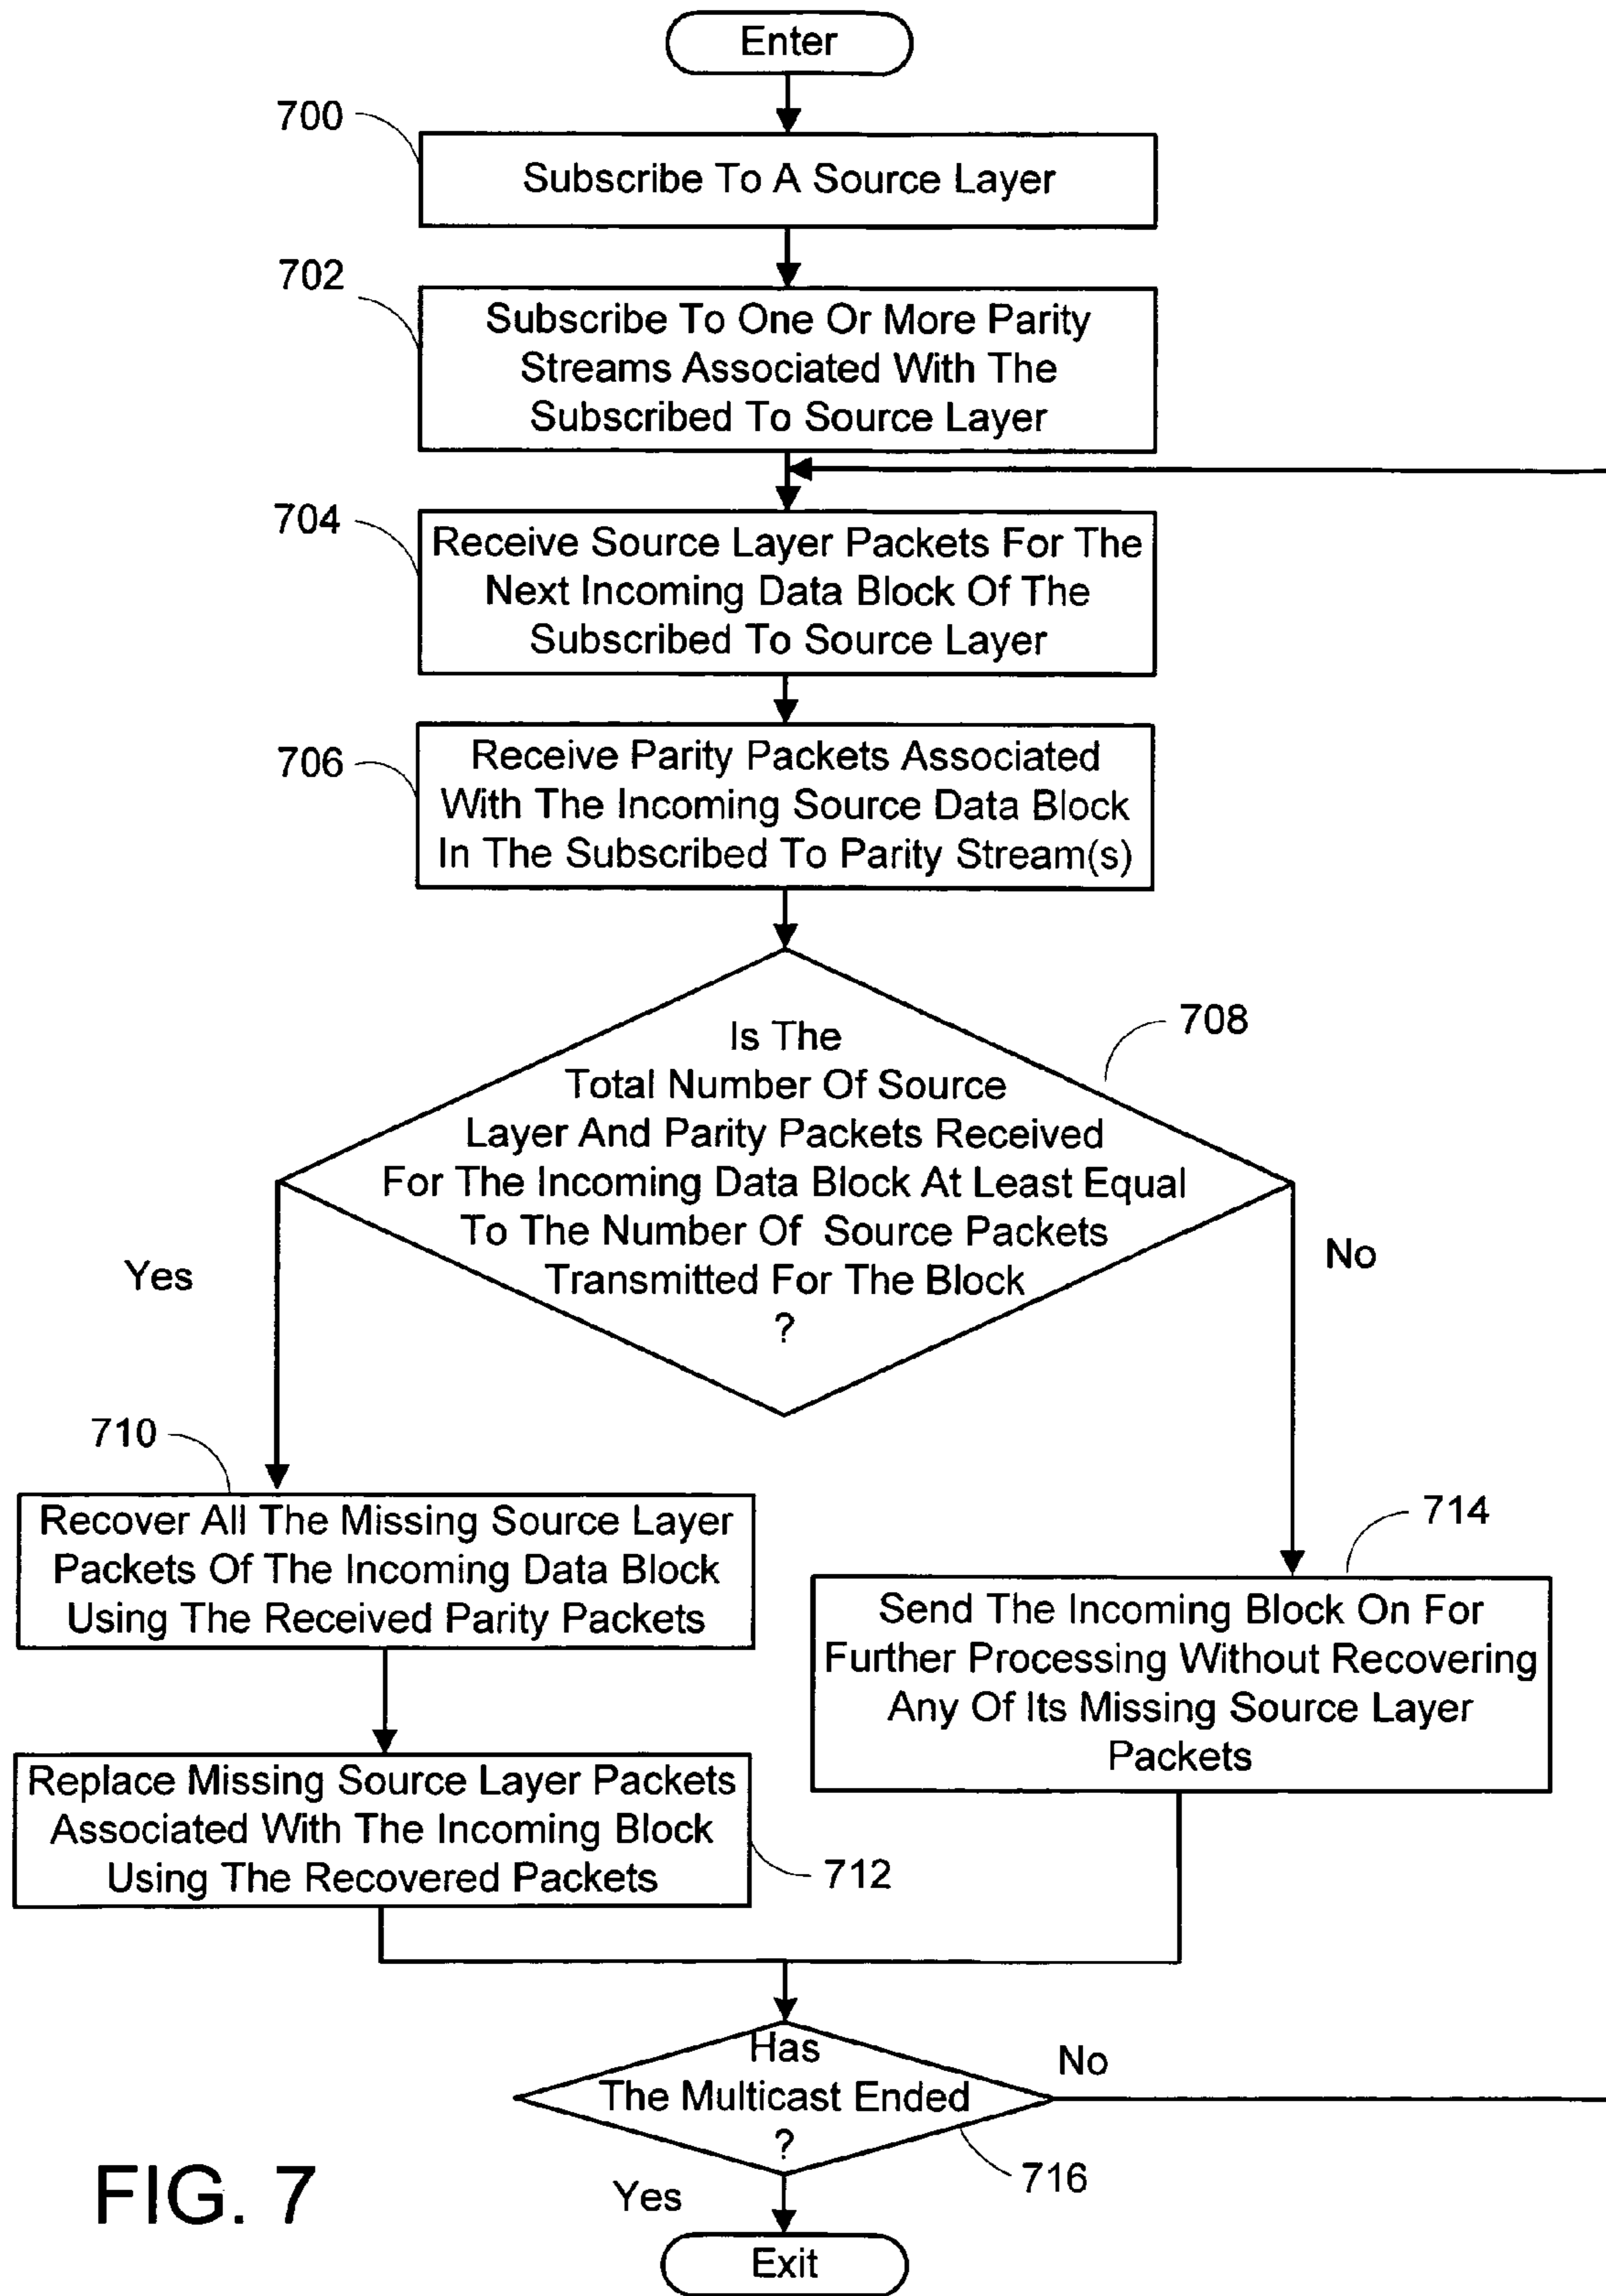 Enter
700
Subscribe To A Source Layer
702
Subscribe To One Or More Parity
Streams Associated With The
Subscribed To Source Layer
704
Receive Source Layer Packets For The
Next Incoming Data Block Of The
Subscribed To Source Layer
706
Receive Parity Packets Associated
With The Incoming Source Data Block
In The Subscribed To Parity Stream(s)
708
Is The
Total Number Of Source
Layer And Parity Packets Received
For The Incoming Data Block At Least Equal
To The Number Of Source Packets
Transmitted For The Block
?
Yes
No
710
Recover All The Missing Source Layer
Packets Of The Incoming Data Block
Using The Received Parity Packets
714
Send The Incoming Block On For
Further Processing Without Recovering
Any Of Its Missing Source Layer
Packets
Replace Missing Source Layer Packets
Associated With The Incoming Block
Using The Recovered Packets
712
Has
The Multicast Ended
?
No
716
Yes
Exit
FIG. 7